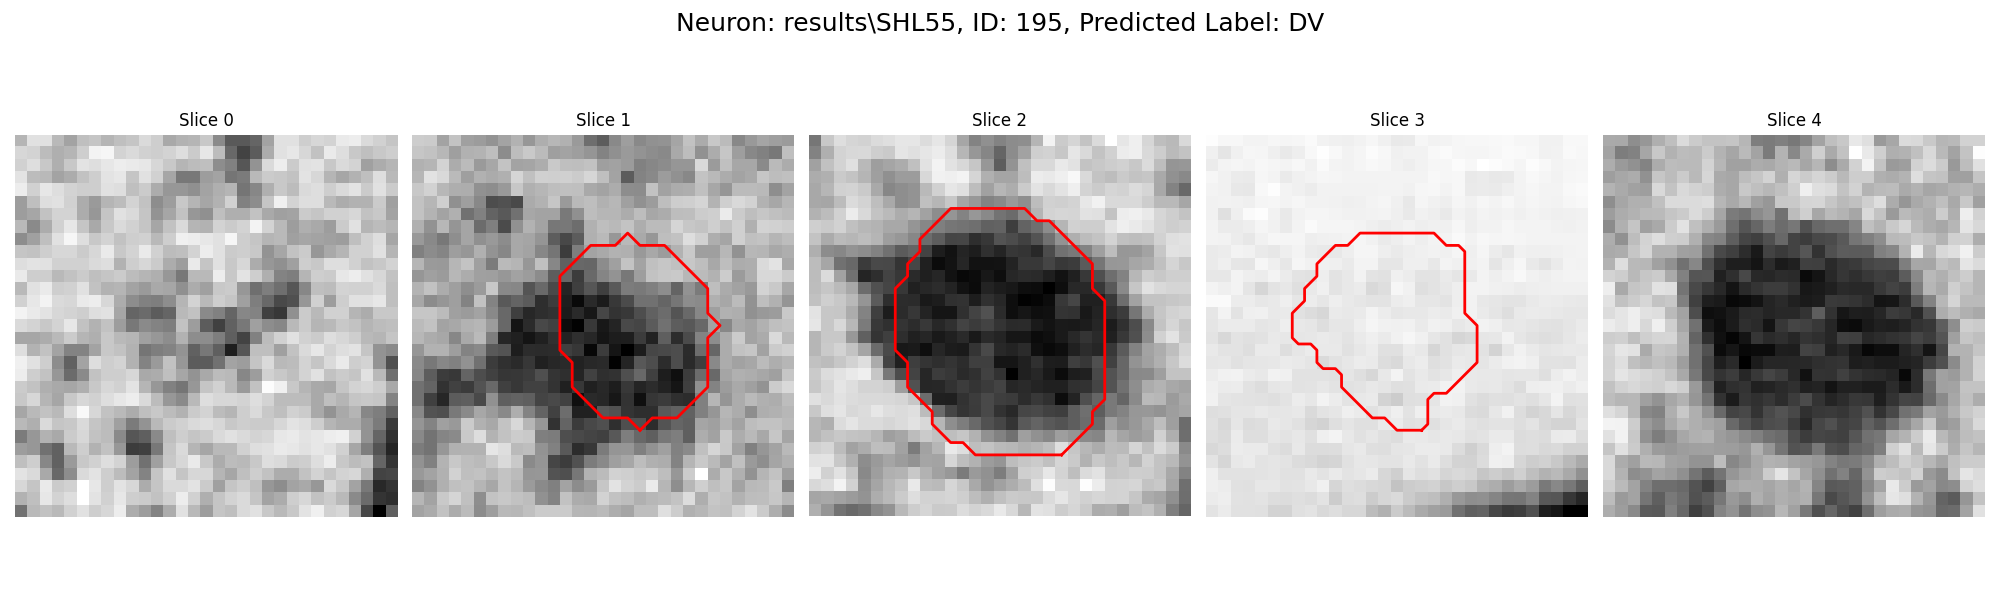 Neuron: results\SHL55, ID: 195, Predicted Label: DV
Slice 0
Slice 1
Slice 2
Slice 3
Slice 4